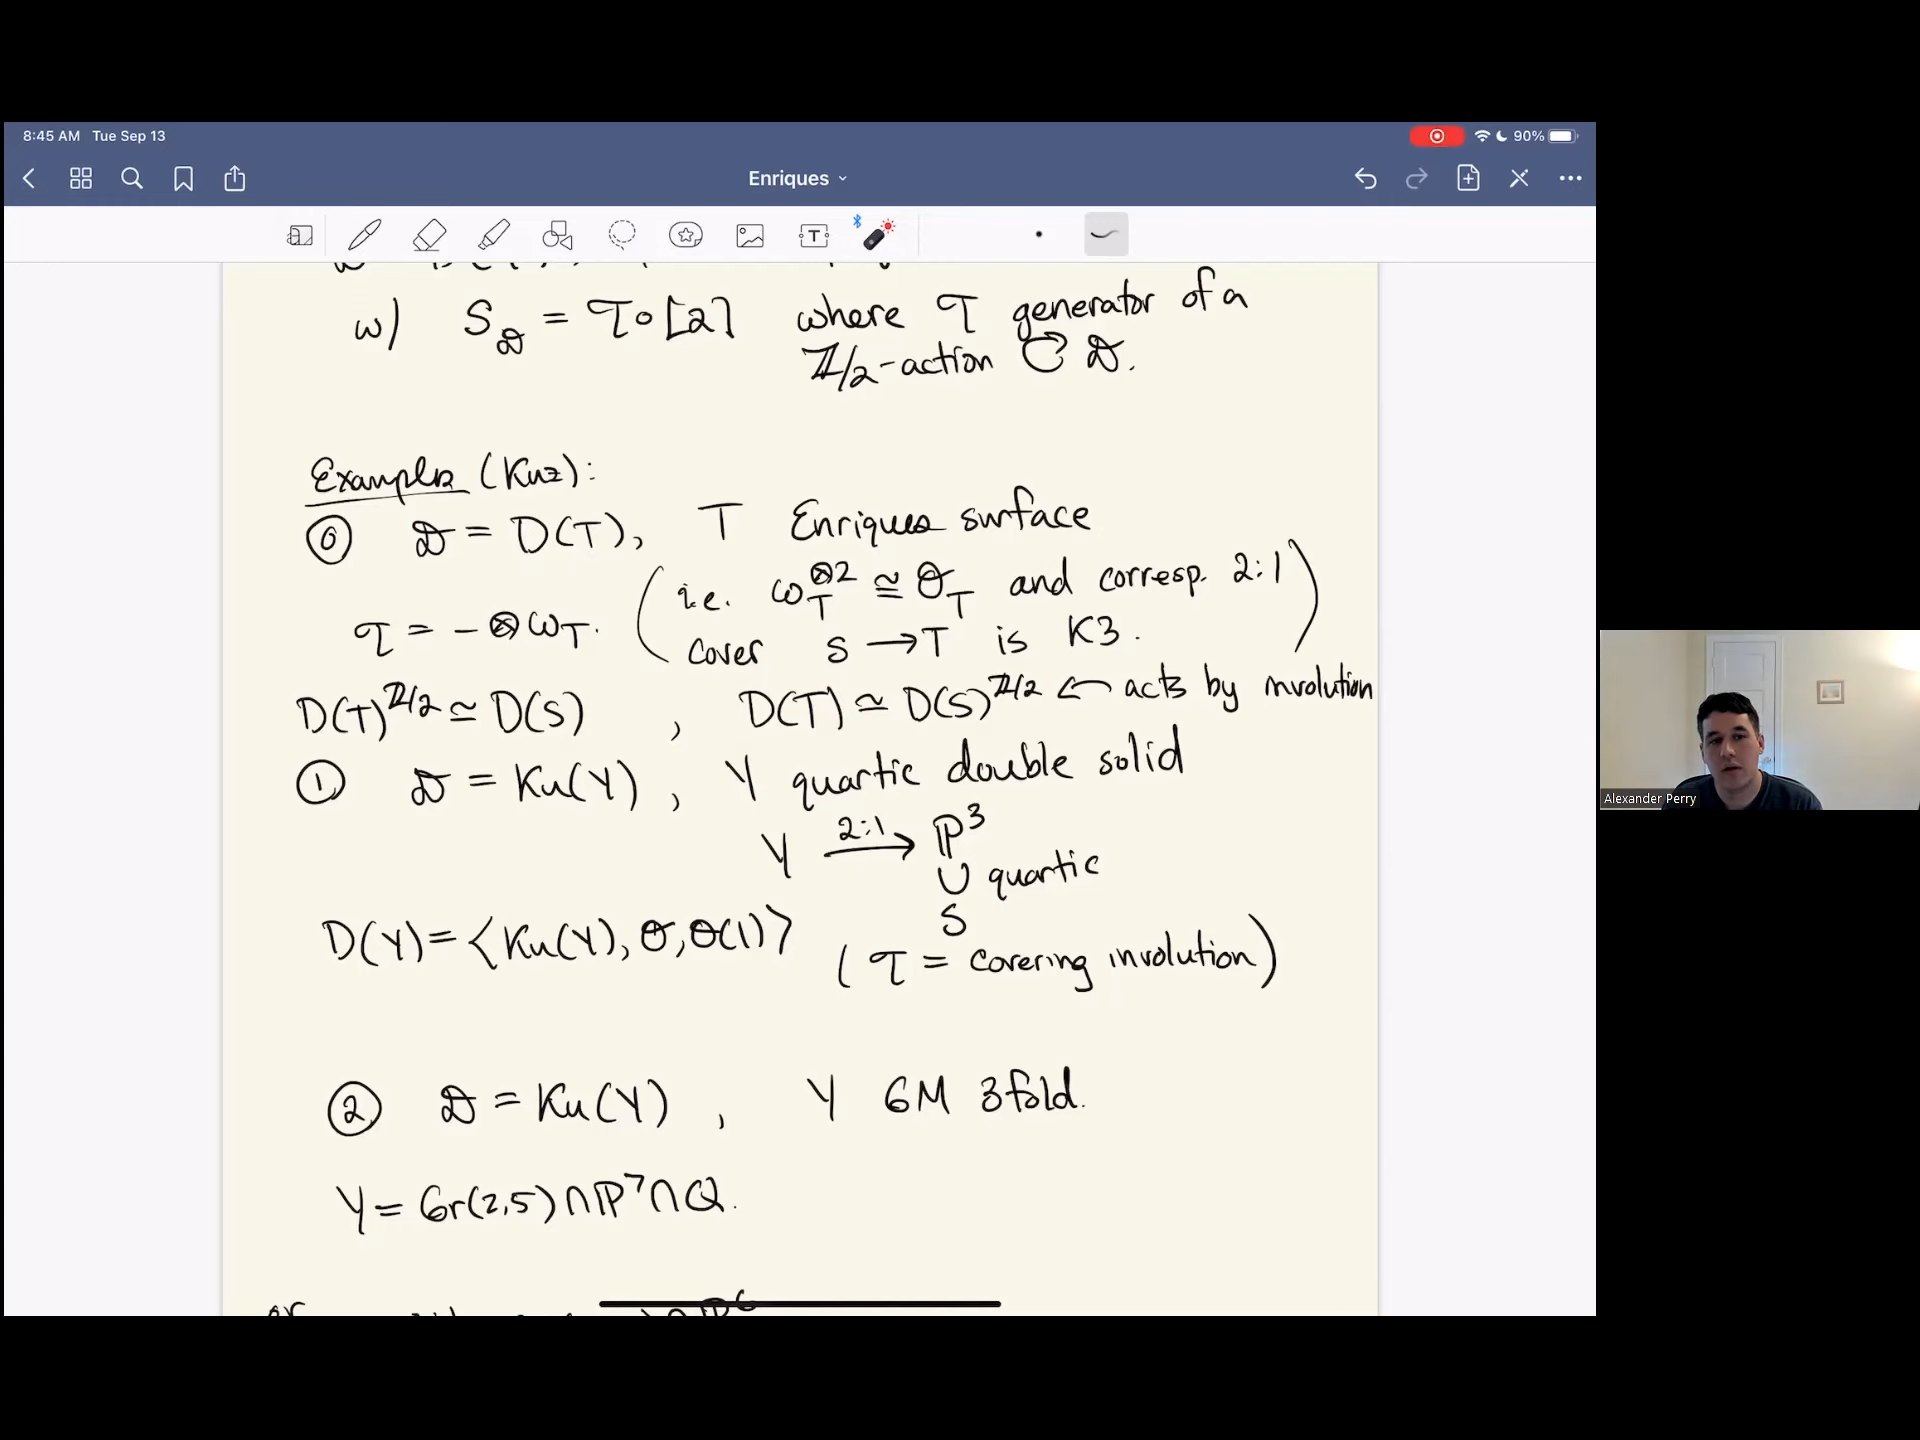 8:45 AM Tue Sep 13
90%
Enriques
T
w/ S_𝒟 = τ∘[2] where τ generator of a
ℤ/2-action ↻ 𝒟.
Examples (Kuz):
⓪ 𝒟 = D(T), T Enriques surface
τ = -⊗ω_T. (i.e. ω_T^{⊗2} ≅ 𝒪_T and corresp. 2:1
cover S → T is K3.)
D(T)^{ℤ/2} ≃ D(S) , D(T) ≃ D(S)^{ℤ/2} ← acts by involution
① 𝒟 = Ku(Y), Y quartic double solid
Y 2:1→ ℙ³
∪ quartic
S
D(Y) = ⟨Ku(Y), 𝒪, 𝒪(1)⟩
(τ = covering involution)
② 𝒟 = Ku(Y), Y GM 3fold.
Y = Gr(2,5)∩ℙ⁷∩Q.
or
Alexander Perry